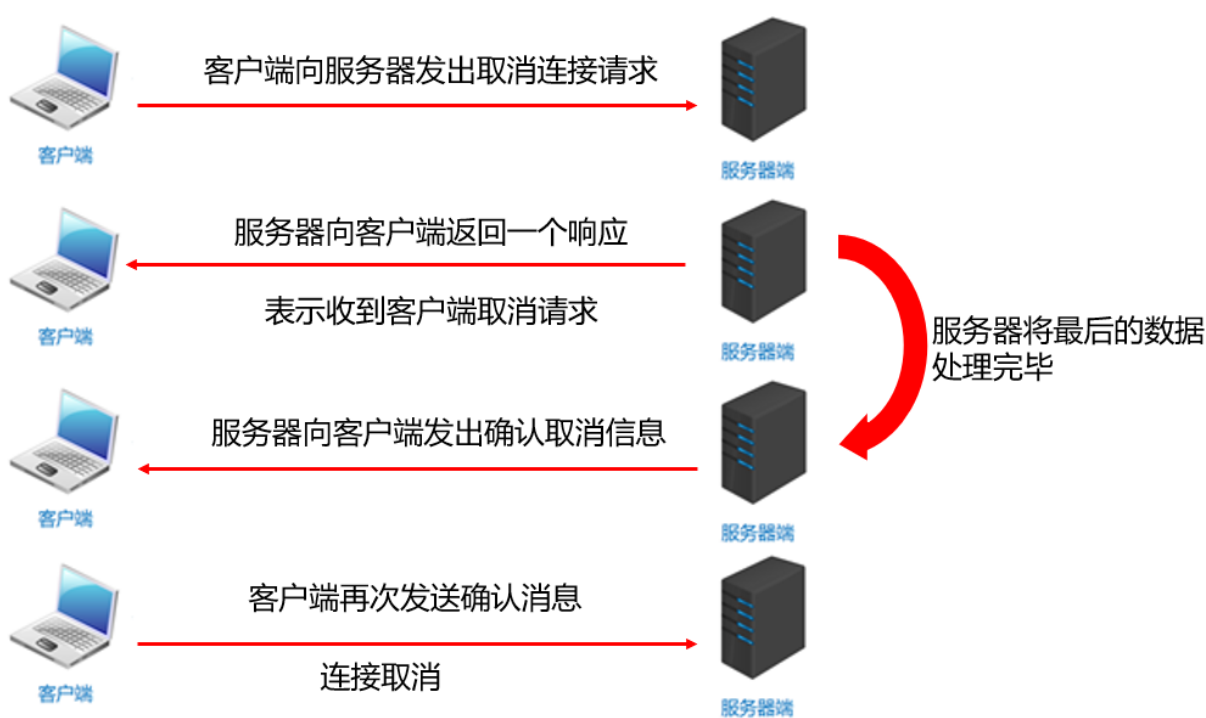 客户端向服务器发出取消连接请求
客户端
服务器端
服务器向客户端返回一个响应
表示收到客户端取消请求
客户端
服务器端
服务器将最后的数据
处理完毕
服务器向客户端发出确认取消信息
客户端
服务器端
客户端再次发送确认消息
连接取消
客户端
服务器端